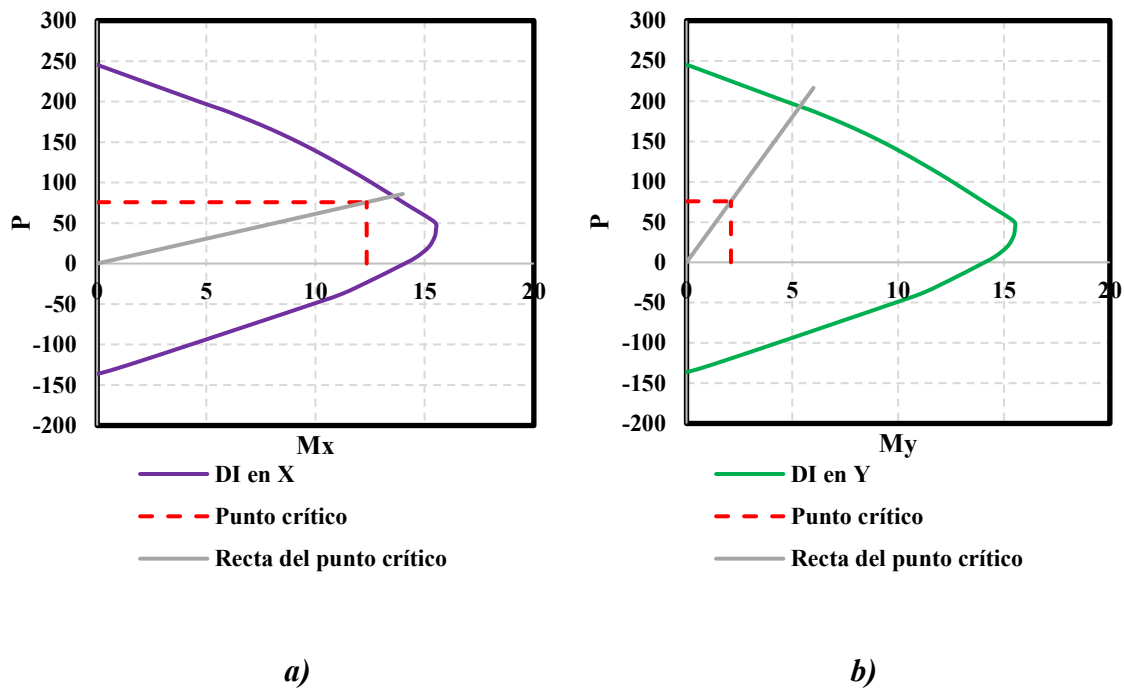 300
250
200
150
100
50
0
-50
-100
-150
-200
P
0 5 10 15 20
Mx
DI en X
Punto crítico
Recta del punto crítico
a)
300
250
200
150
100
50
0
-50
-100
-150
-200
P
0 5 10 15 20
My
DI en Y
Punto crítico
Recta del punto crítico
b)